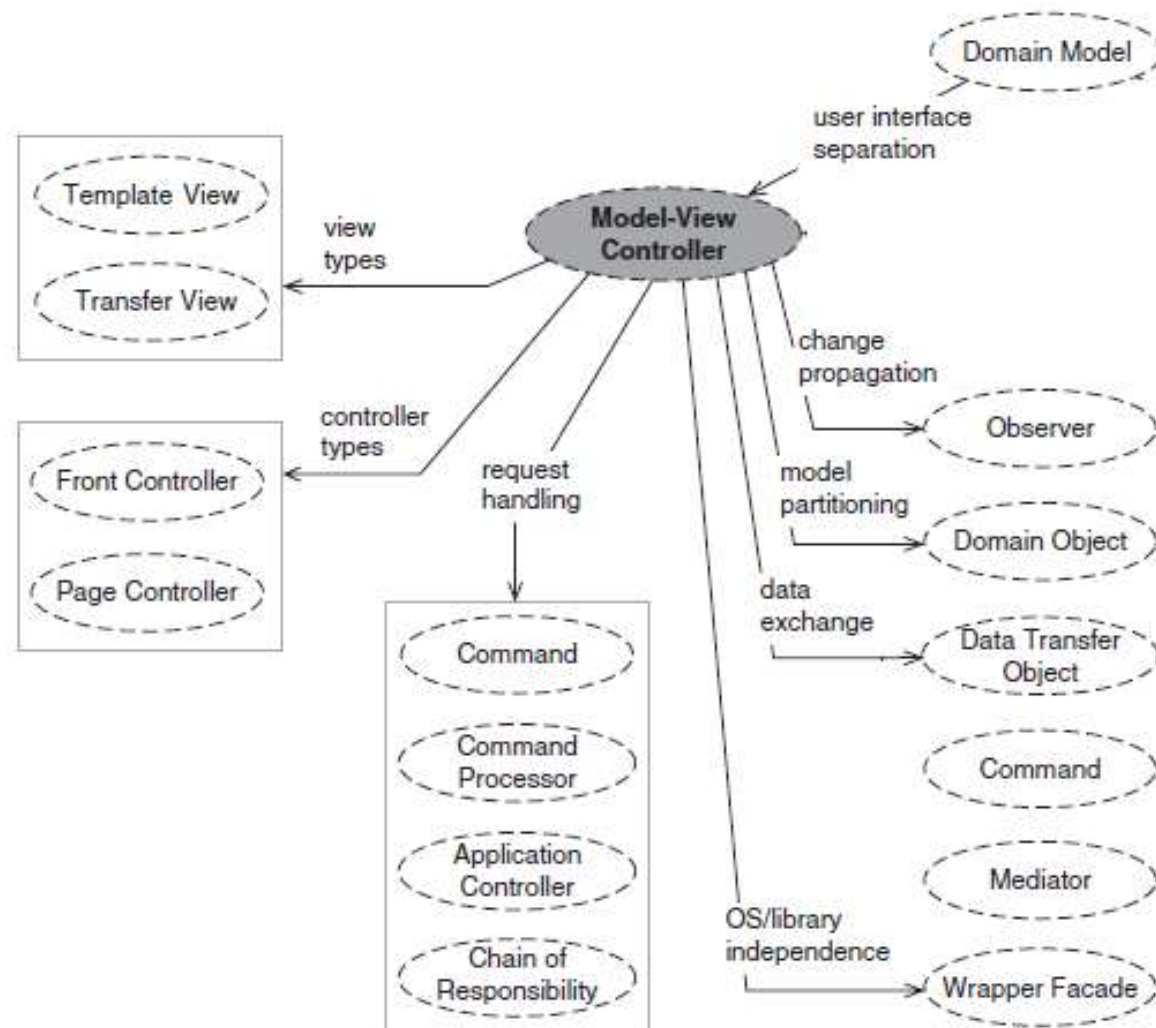 Domain Model
user interface
separation
Template View
Transfer View
view
types
Model-View
Controller
change
propagation
Observer
controller
types
Front Controller
Page Controller
request
handling
model
partitioning
Domain Object
data
exchange
Data Transfer
Object
Command
Command
Processor
Application
Controller
Chain of
Responsibility
Command
Mediator
OS/library
independence
Wrapper Facade